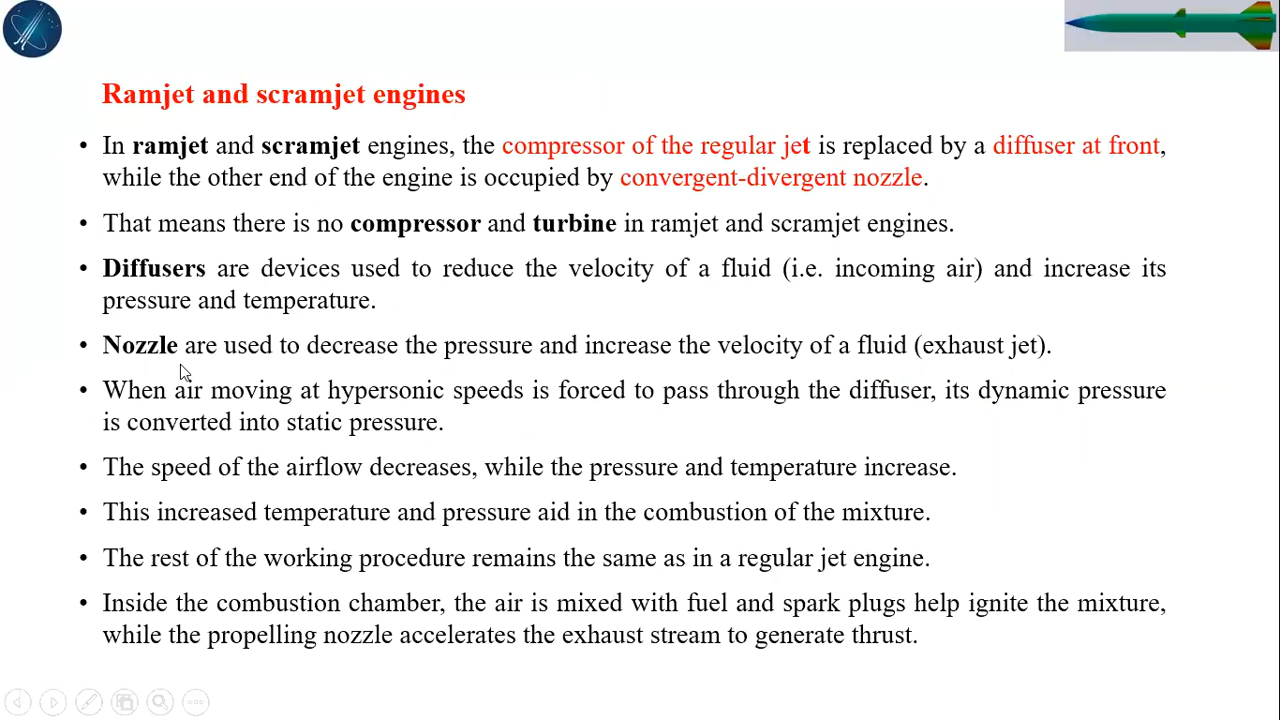 Ramjet and scramjet engines
• In ramjet and scramjet engines, the compressor of the regular jet is replaced by a diffuser at front,
while the other end of the engine is occupied by convergent-divergent nozzle.
• That means there is no compressor and turbine in ramjet and scramjet engines.
• Diffusers are devices used to reduce the velocity of a fluid (i.e. incoming air) and increase its
pressure and temperature.
• Nozzle are used to decrease the pressure and increase the velocity of a fluid (exhaust jet).
• When air moving at hypersonic speeds is forced to pass through the diffuser, its dynamic pressure
is converted into static pressure.
• The speed of the airflow decreases, while the pressure and temperature increase.
• This increased temperature and pressure aid in the combustion of the mixture.
• The rest of the working procedure remains the same as in a regular jet engine.
• Inside the combustion chamber, the air is mixed with fuel and spark plugs help ignite the mixture,
while the propelling nozzle accelerates the exhaust stream to generate thrust.